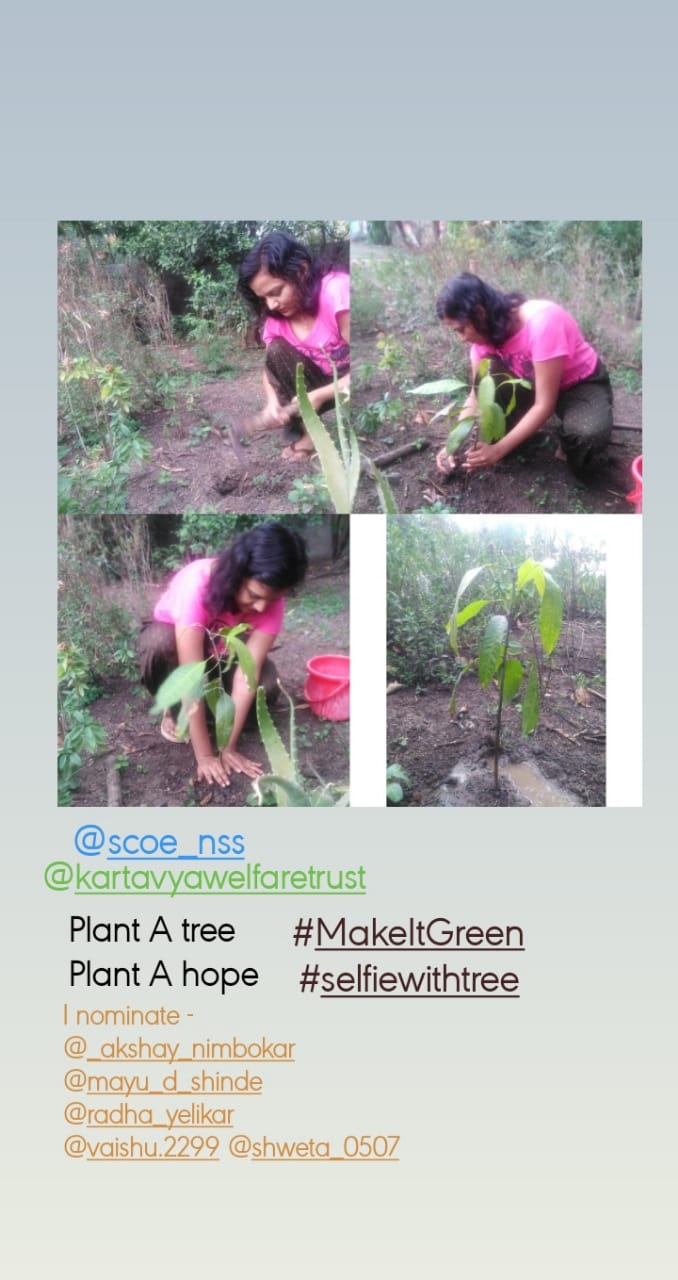 @scoe_nss
@kartavyawelfaretrust
Plant A tree
Plant A hope
#MakeItGreen
#selfiewithtree
I nominate -
@_akshay_nimbokar
@mayu_d_shinde
@radha_yelikar
@vaishu.2299 @shweta_0507